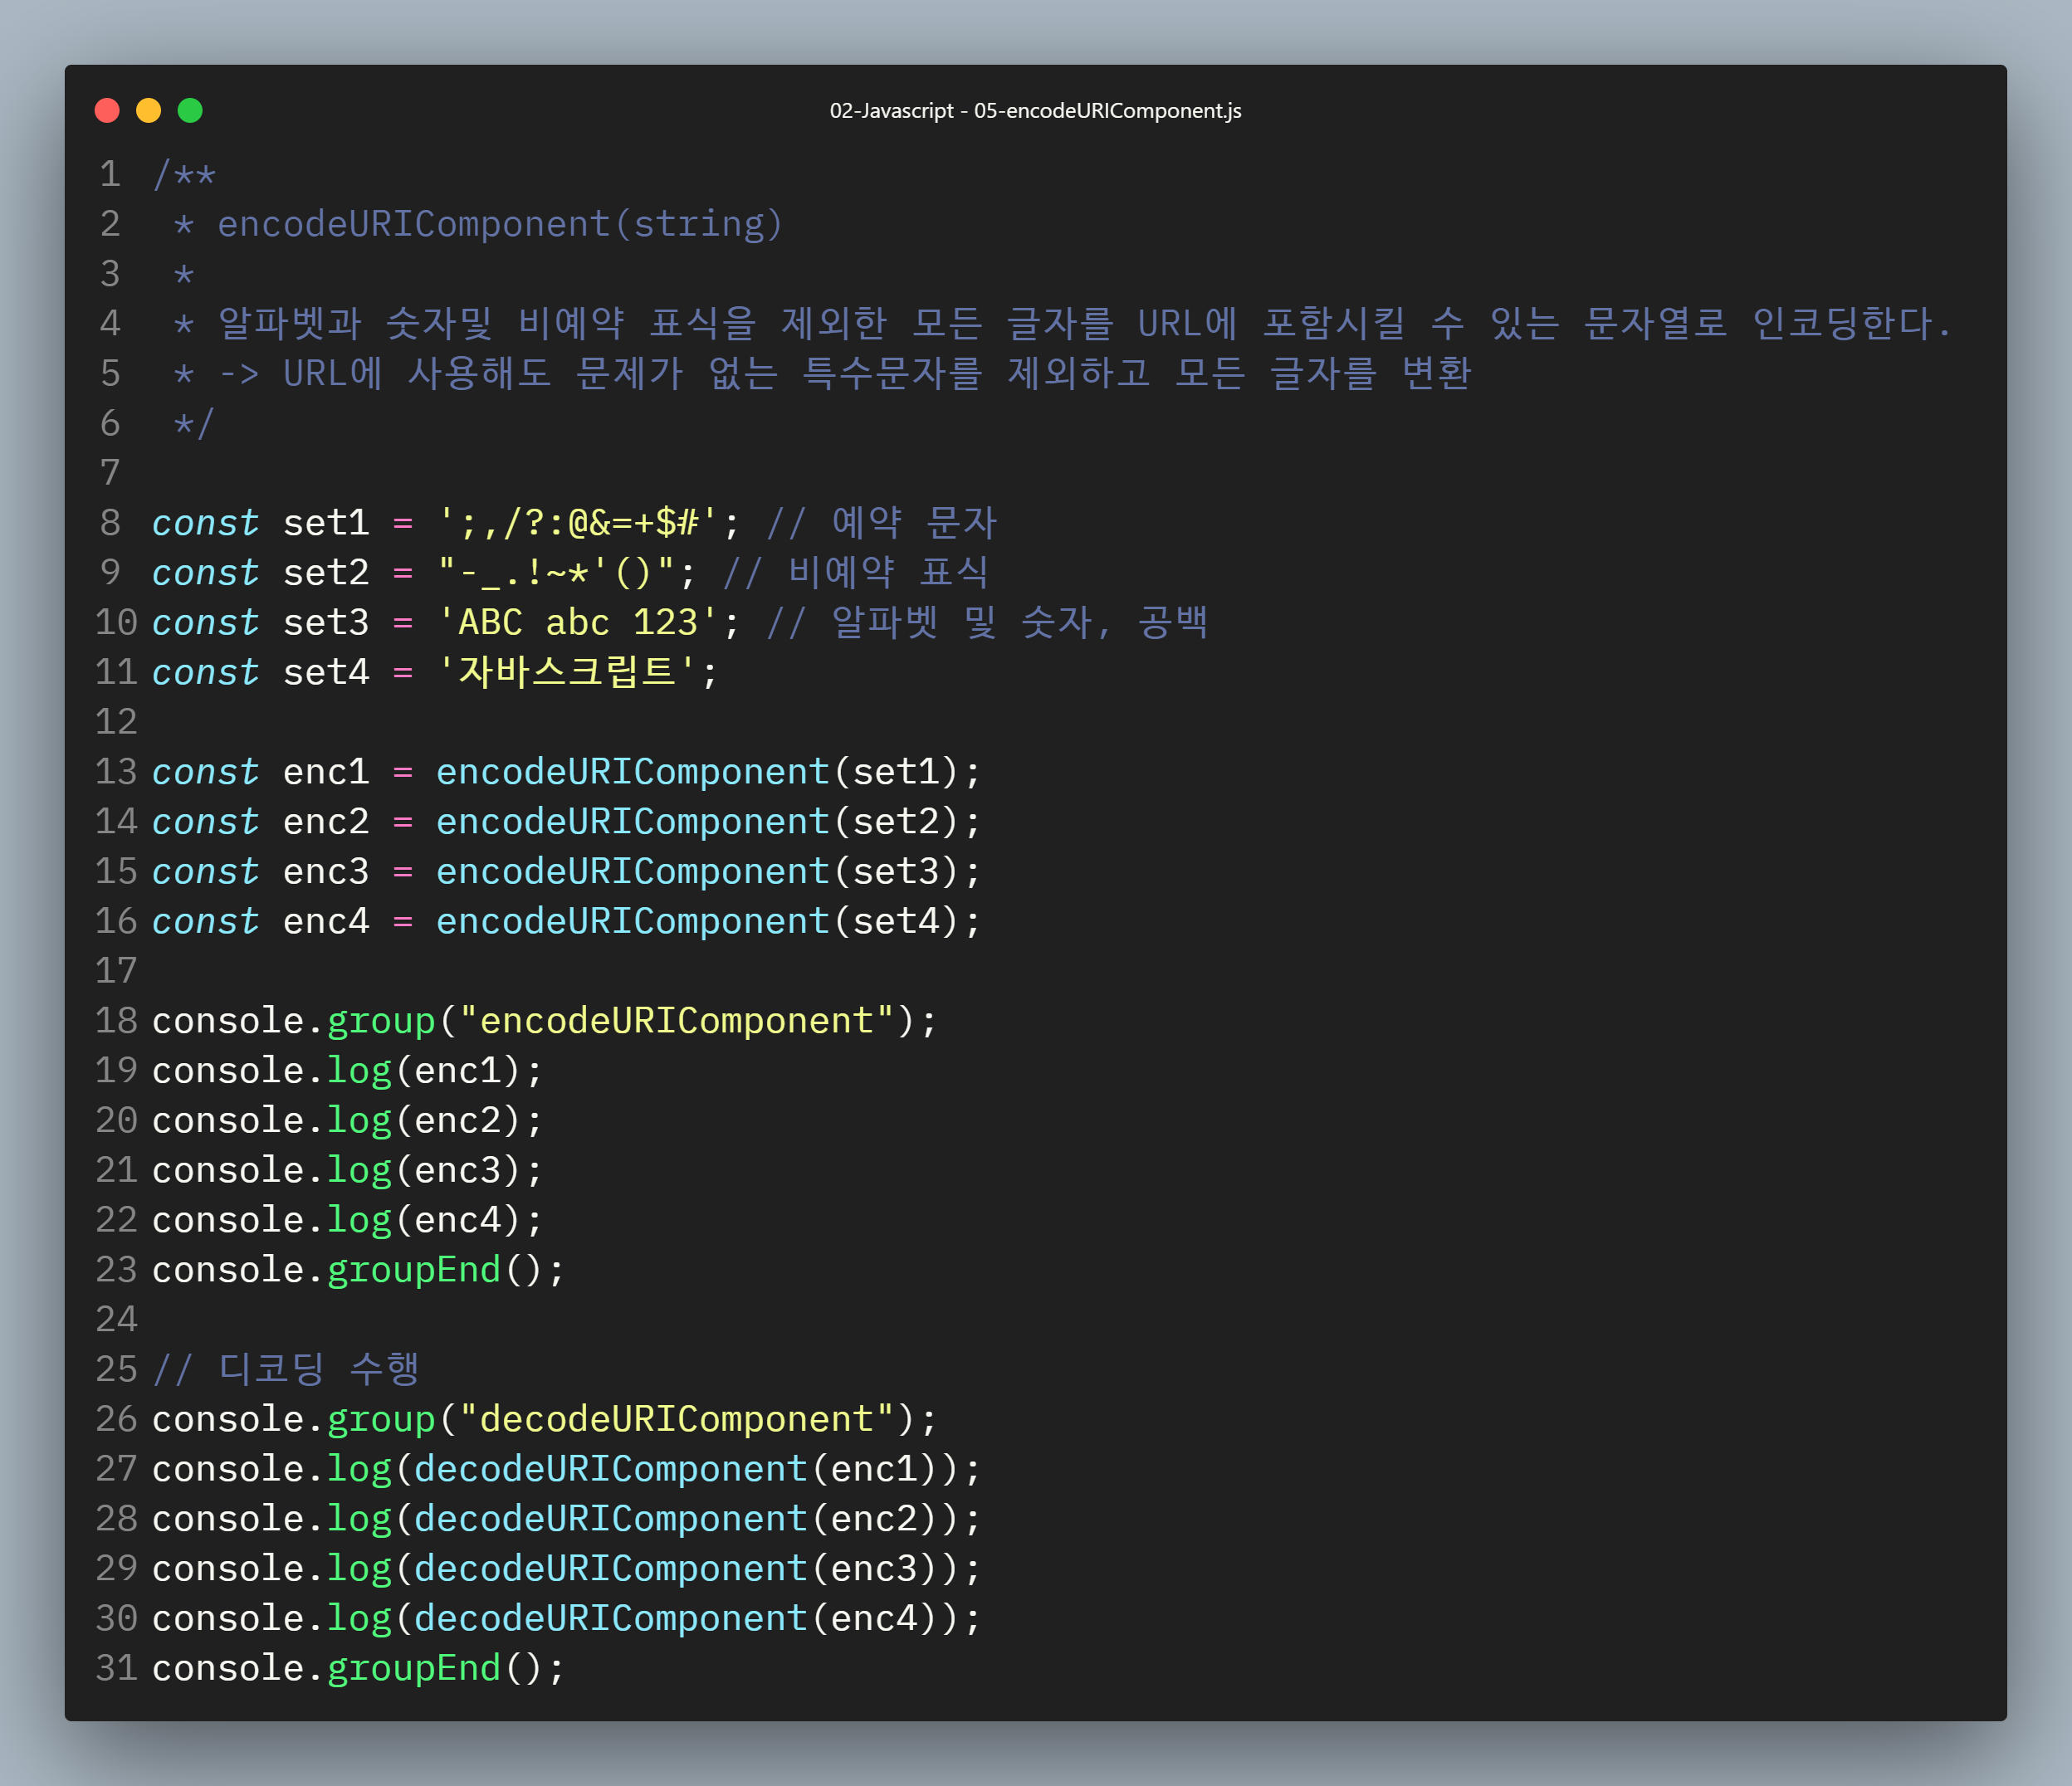 02-Javascript - 05-encodeURIComponent.js
1 /**
2  * encodeURIComponent(string)
3  *
4  * 알파벳과 숫자및 비예약 표식을 제외한 모든 글자를 URL에 포함시킬 수 있는 문자열로 인코딩한다.
5  * -> URL에 사용해도 문제가 없는 특수문자를 제외하고 모든 글자를 변환
6  */
7
8 const set1 = ';,/?:@&=+$#'; // 예약 문자
9 const set2 = "-_.!~*'()"; // 비예약 표식
10 const set3 = 'ABC abc 123'; // 알파벳 및 숫자, 공백
11 const set4 = '자바스크립트';
12
13 const enc1 = encodeURIComponent(set1);
14 const enc2 = encodeURIComponent(set2);
15 const enc3 = encodeURIComponent(set3);
16 const enc4 = encodeURIComponent(set4);
17
18 console.group("encodeURIComponent");
19 console.log(enc1);
20 console.log(enc2);
21 console.log(enc3);
22 console.log(enc4);
23 console.groupEnd();
24
25 // 디코딩 수행
26 console.group("decodeURIComponent");
27 console.log(decodeURIComponent(enc1));
28 console.log(decodeURIComponent(enc2));
29 console.log(decodeURIComponent(enc3));
30 console.log(decodeURIComponent(enc4));
31 console.groupEnd();